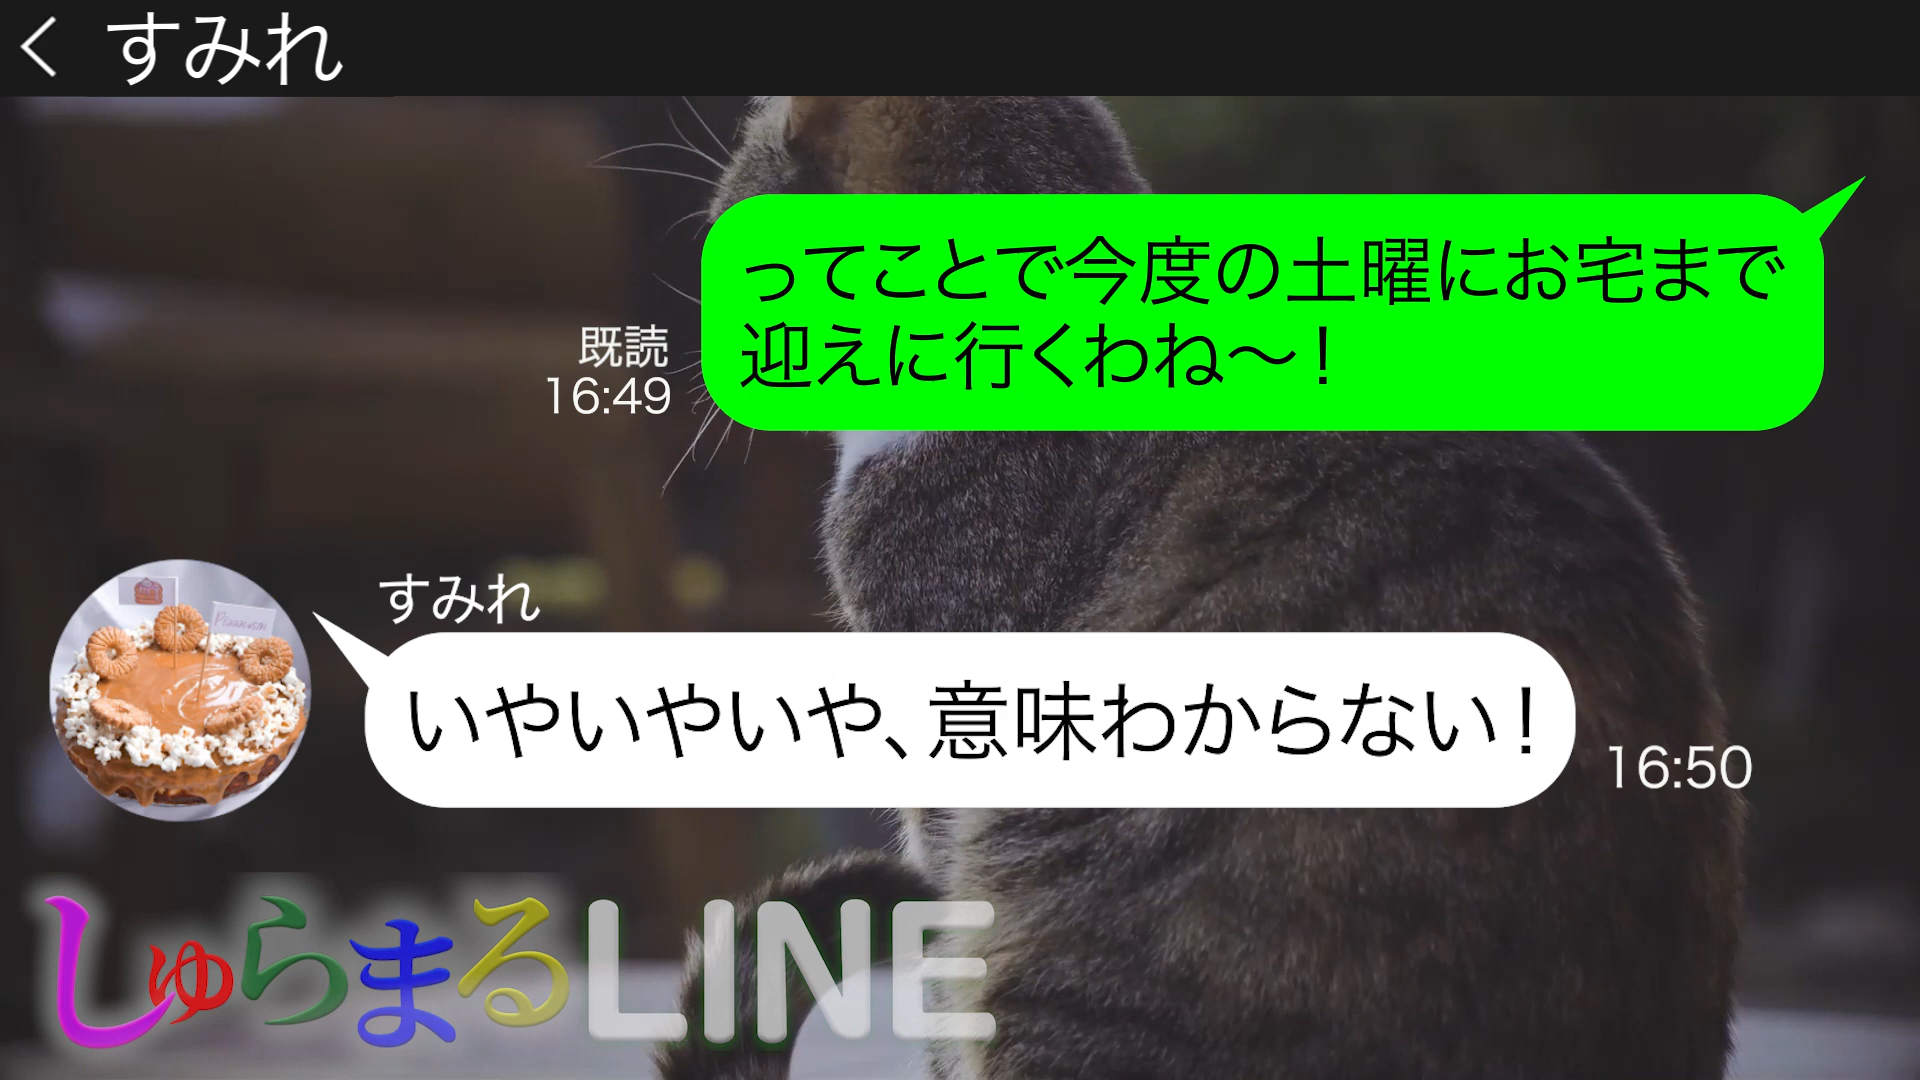 すみれ
ってことで今度の土曜にお宅まで
迎えに行くわね～！
既読
16:49
すみれ
いやいやいや、意味わからない！
16:50
しゅらまるLINE